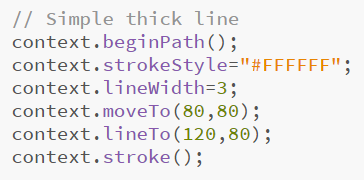 // Simple thick line
context.beginPath();
context.strokeStyle="#FFFFFF";
context.lineWidth=3;
context.moveTo(80,80);
context.lineTo(120,80);
context.stroke();